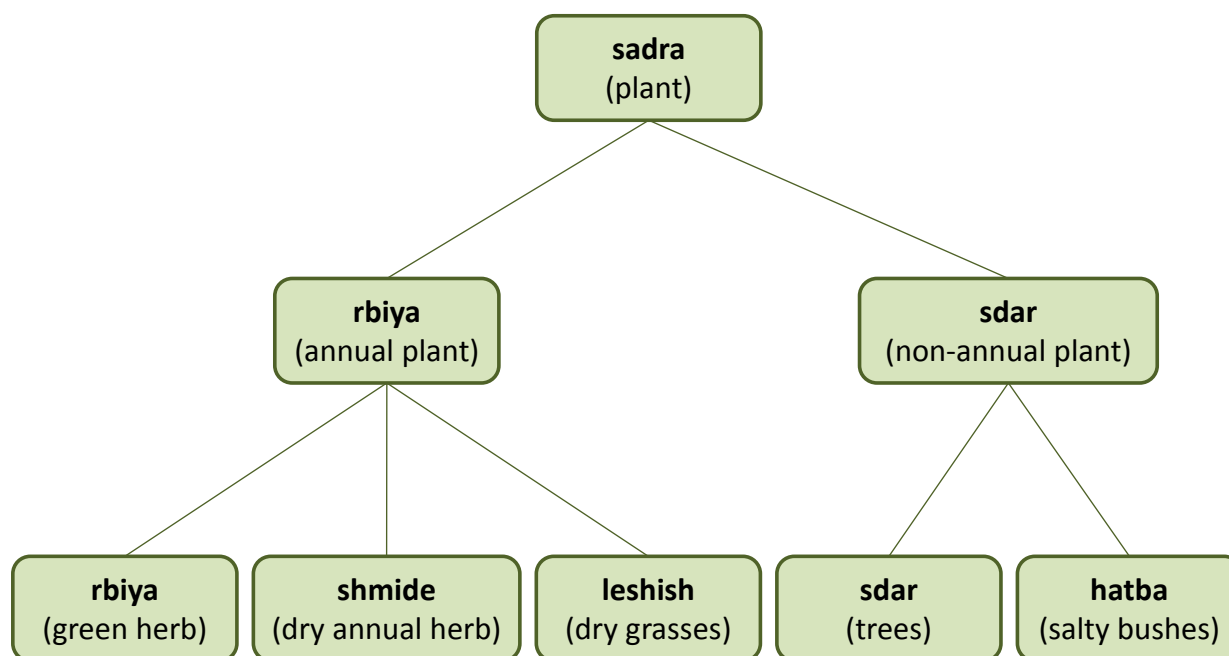 sadra
(plant)
rbiya
(annual plant)
sdar
(non-annual plant)
rbiya
(green herb)
shmide
(dry annual herb)
leshish
(dry grasses)
sdar
(trees)
hatba
(salty bushes)